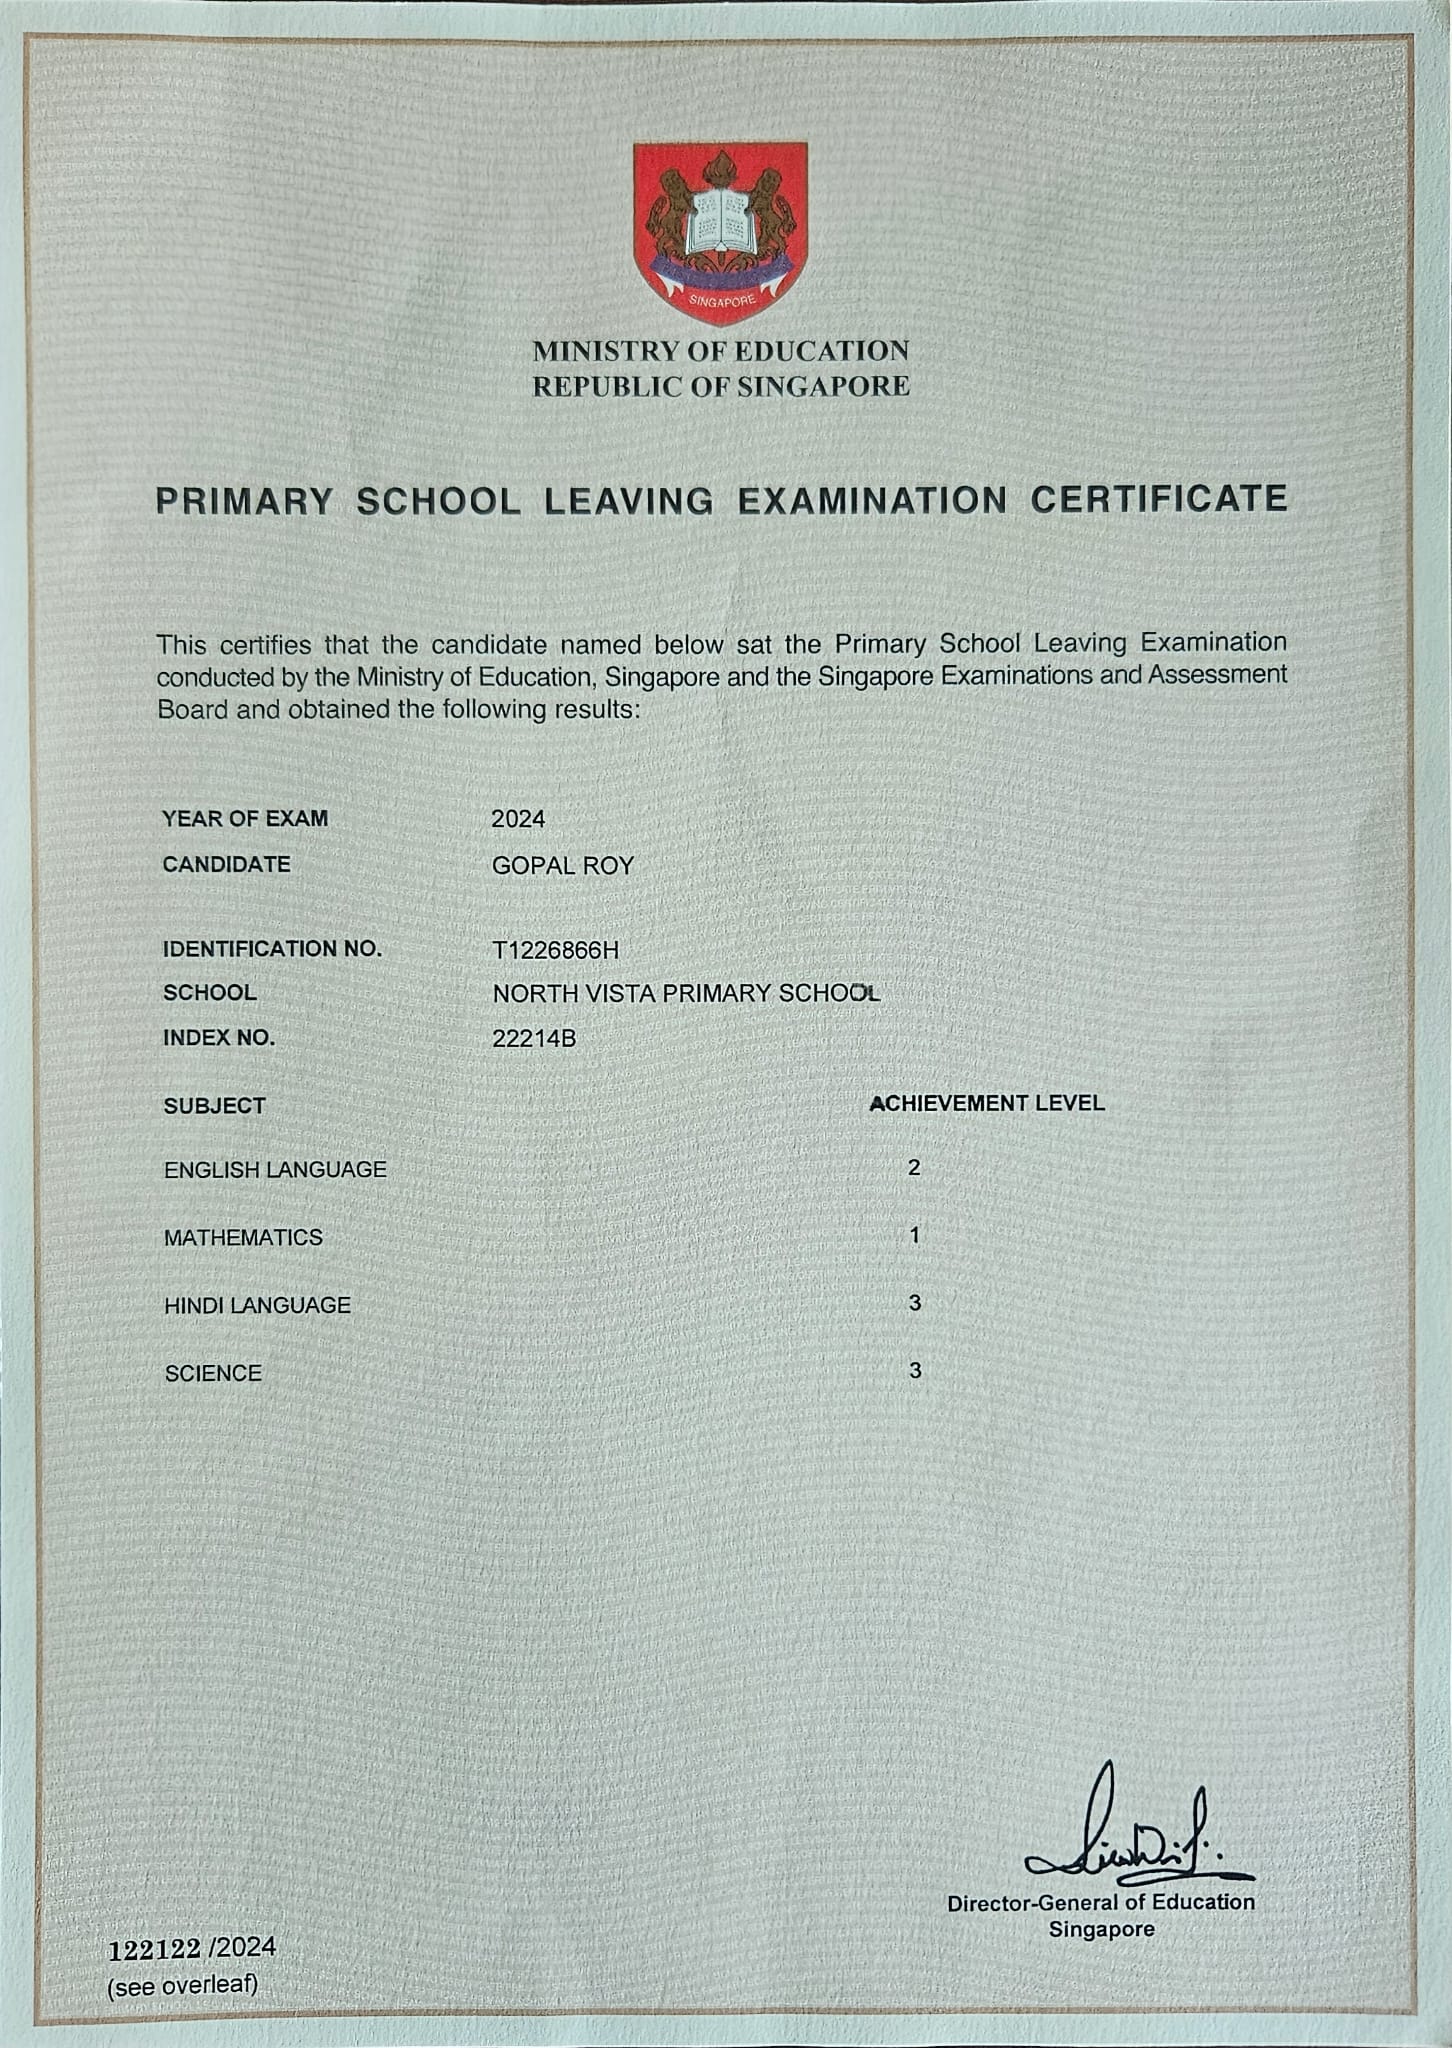 SINGAPORE
MINISTRY OF EDUCATION
REPUBLIC OF SINGAPORE
PRIMARY SCHOOL LEAVING EXAMINATION CERTIFICATE
This certifies that the candidate named below sat the Primary School Leaving Examination
conducted by the Ministry of Education, Singapore and the Singapore Examinations and Assessment
Board and obtained the following results:
YEAR OF EXAM 2024
CANDIDATE GOPAL ROY
IDENTIFICATION NO. T1226866H
SCHOOL NORTH VISTA PRIMARY SCHOOL
INDEX NO. 22214B
SUBJECT ACHIEVEMENT LEVEL
ENGLISH LANGUAGE 2
MATHEMATICS 1
HINDI LANGUAGE 3
SCIENCE 3
Director-General of Education
Singapore
122122 /2024
(see overleaf)